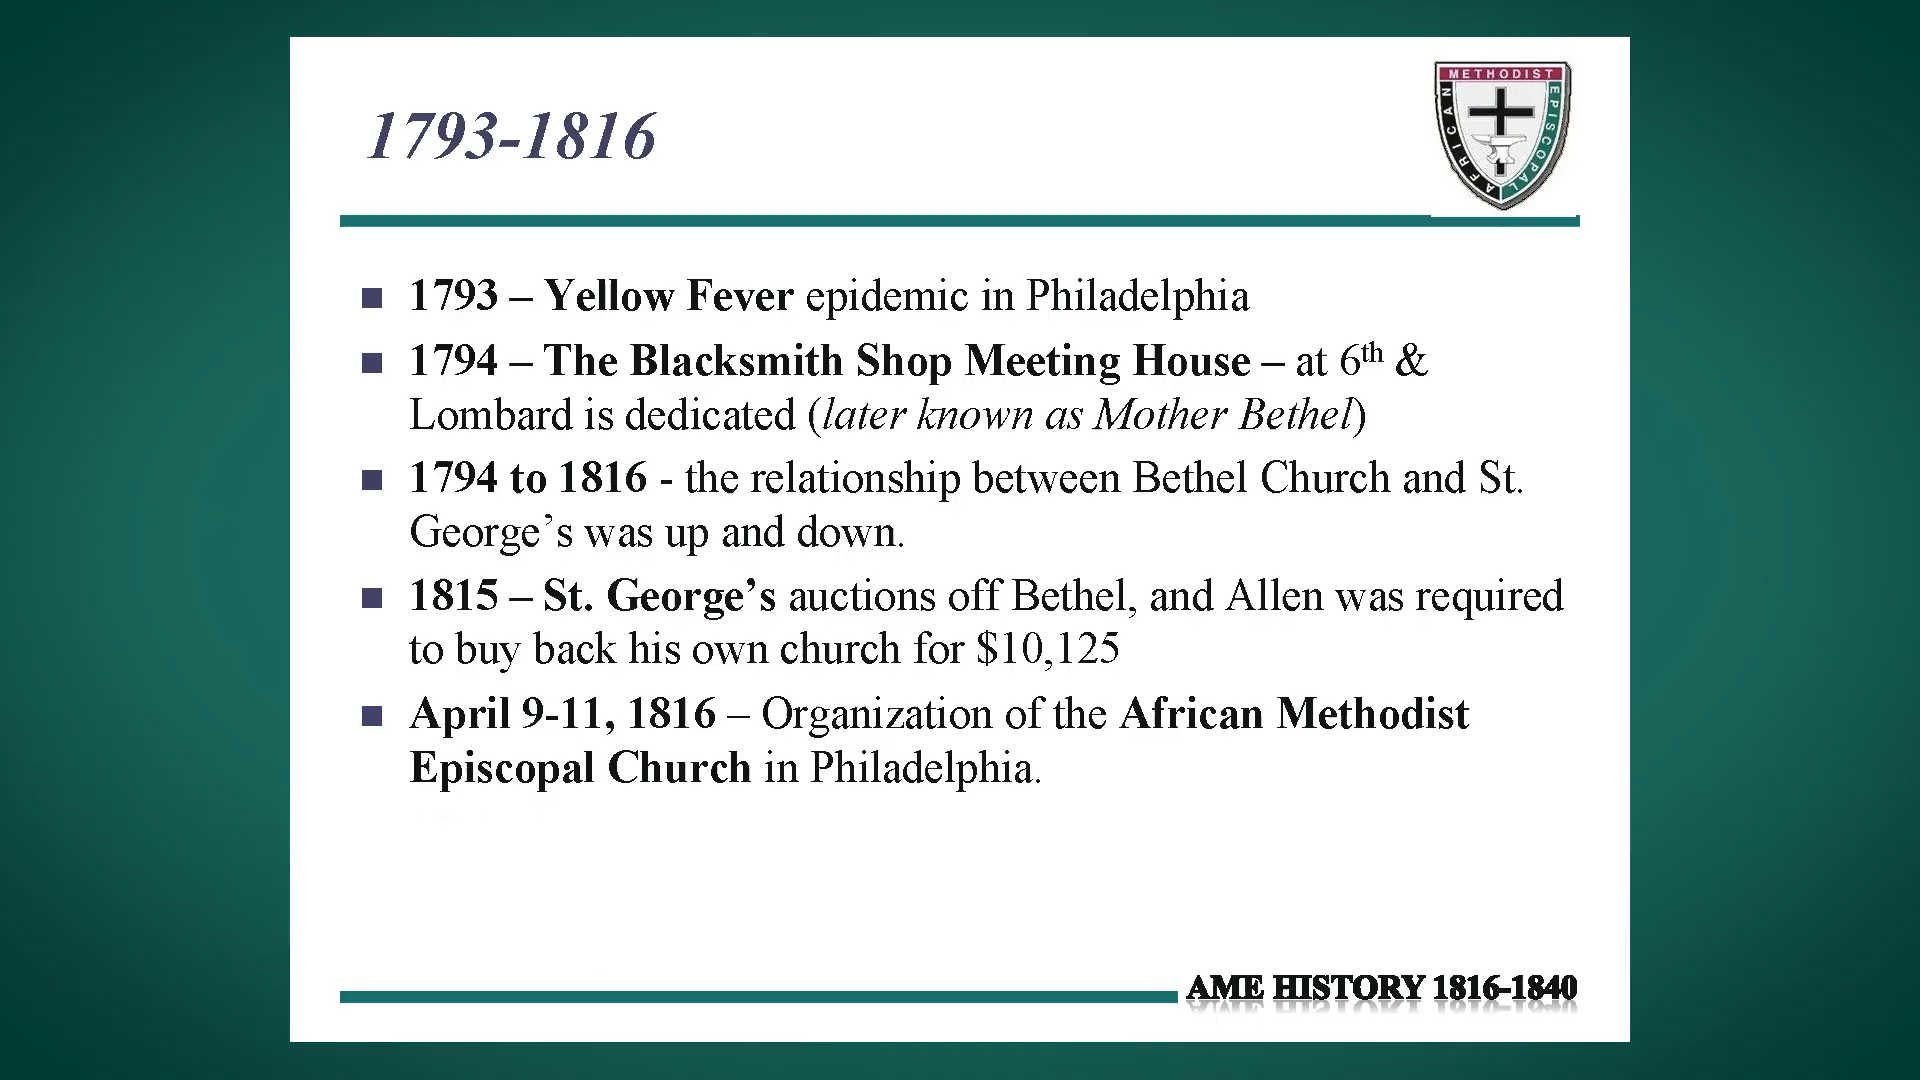 1793-1816
METHODIST
AFRICAN
EPISCOPAL
1793 – Yellow Fever epidemic in Philadelphia
1794 – The Blacksmith Shop Meeting House – at 6th &
Lombard is dedicated (later known as Mother Bethel)
1794 to 1816 - the relationship between Bethel Church and St.
George’s was up and down.
1815 – St. George’s auctions off Bethel, and Allen was required
to buy back his own church for $10,125
April 9-11, 1816 – Organization of the African Methodist
Episcopal Church in Philadelphia.
AME HISTORY 1816-1840